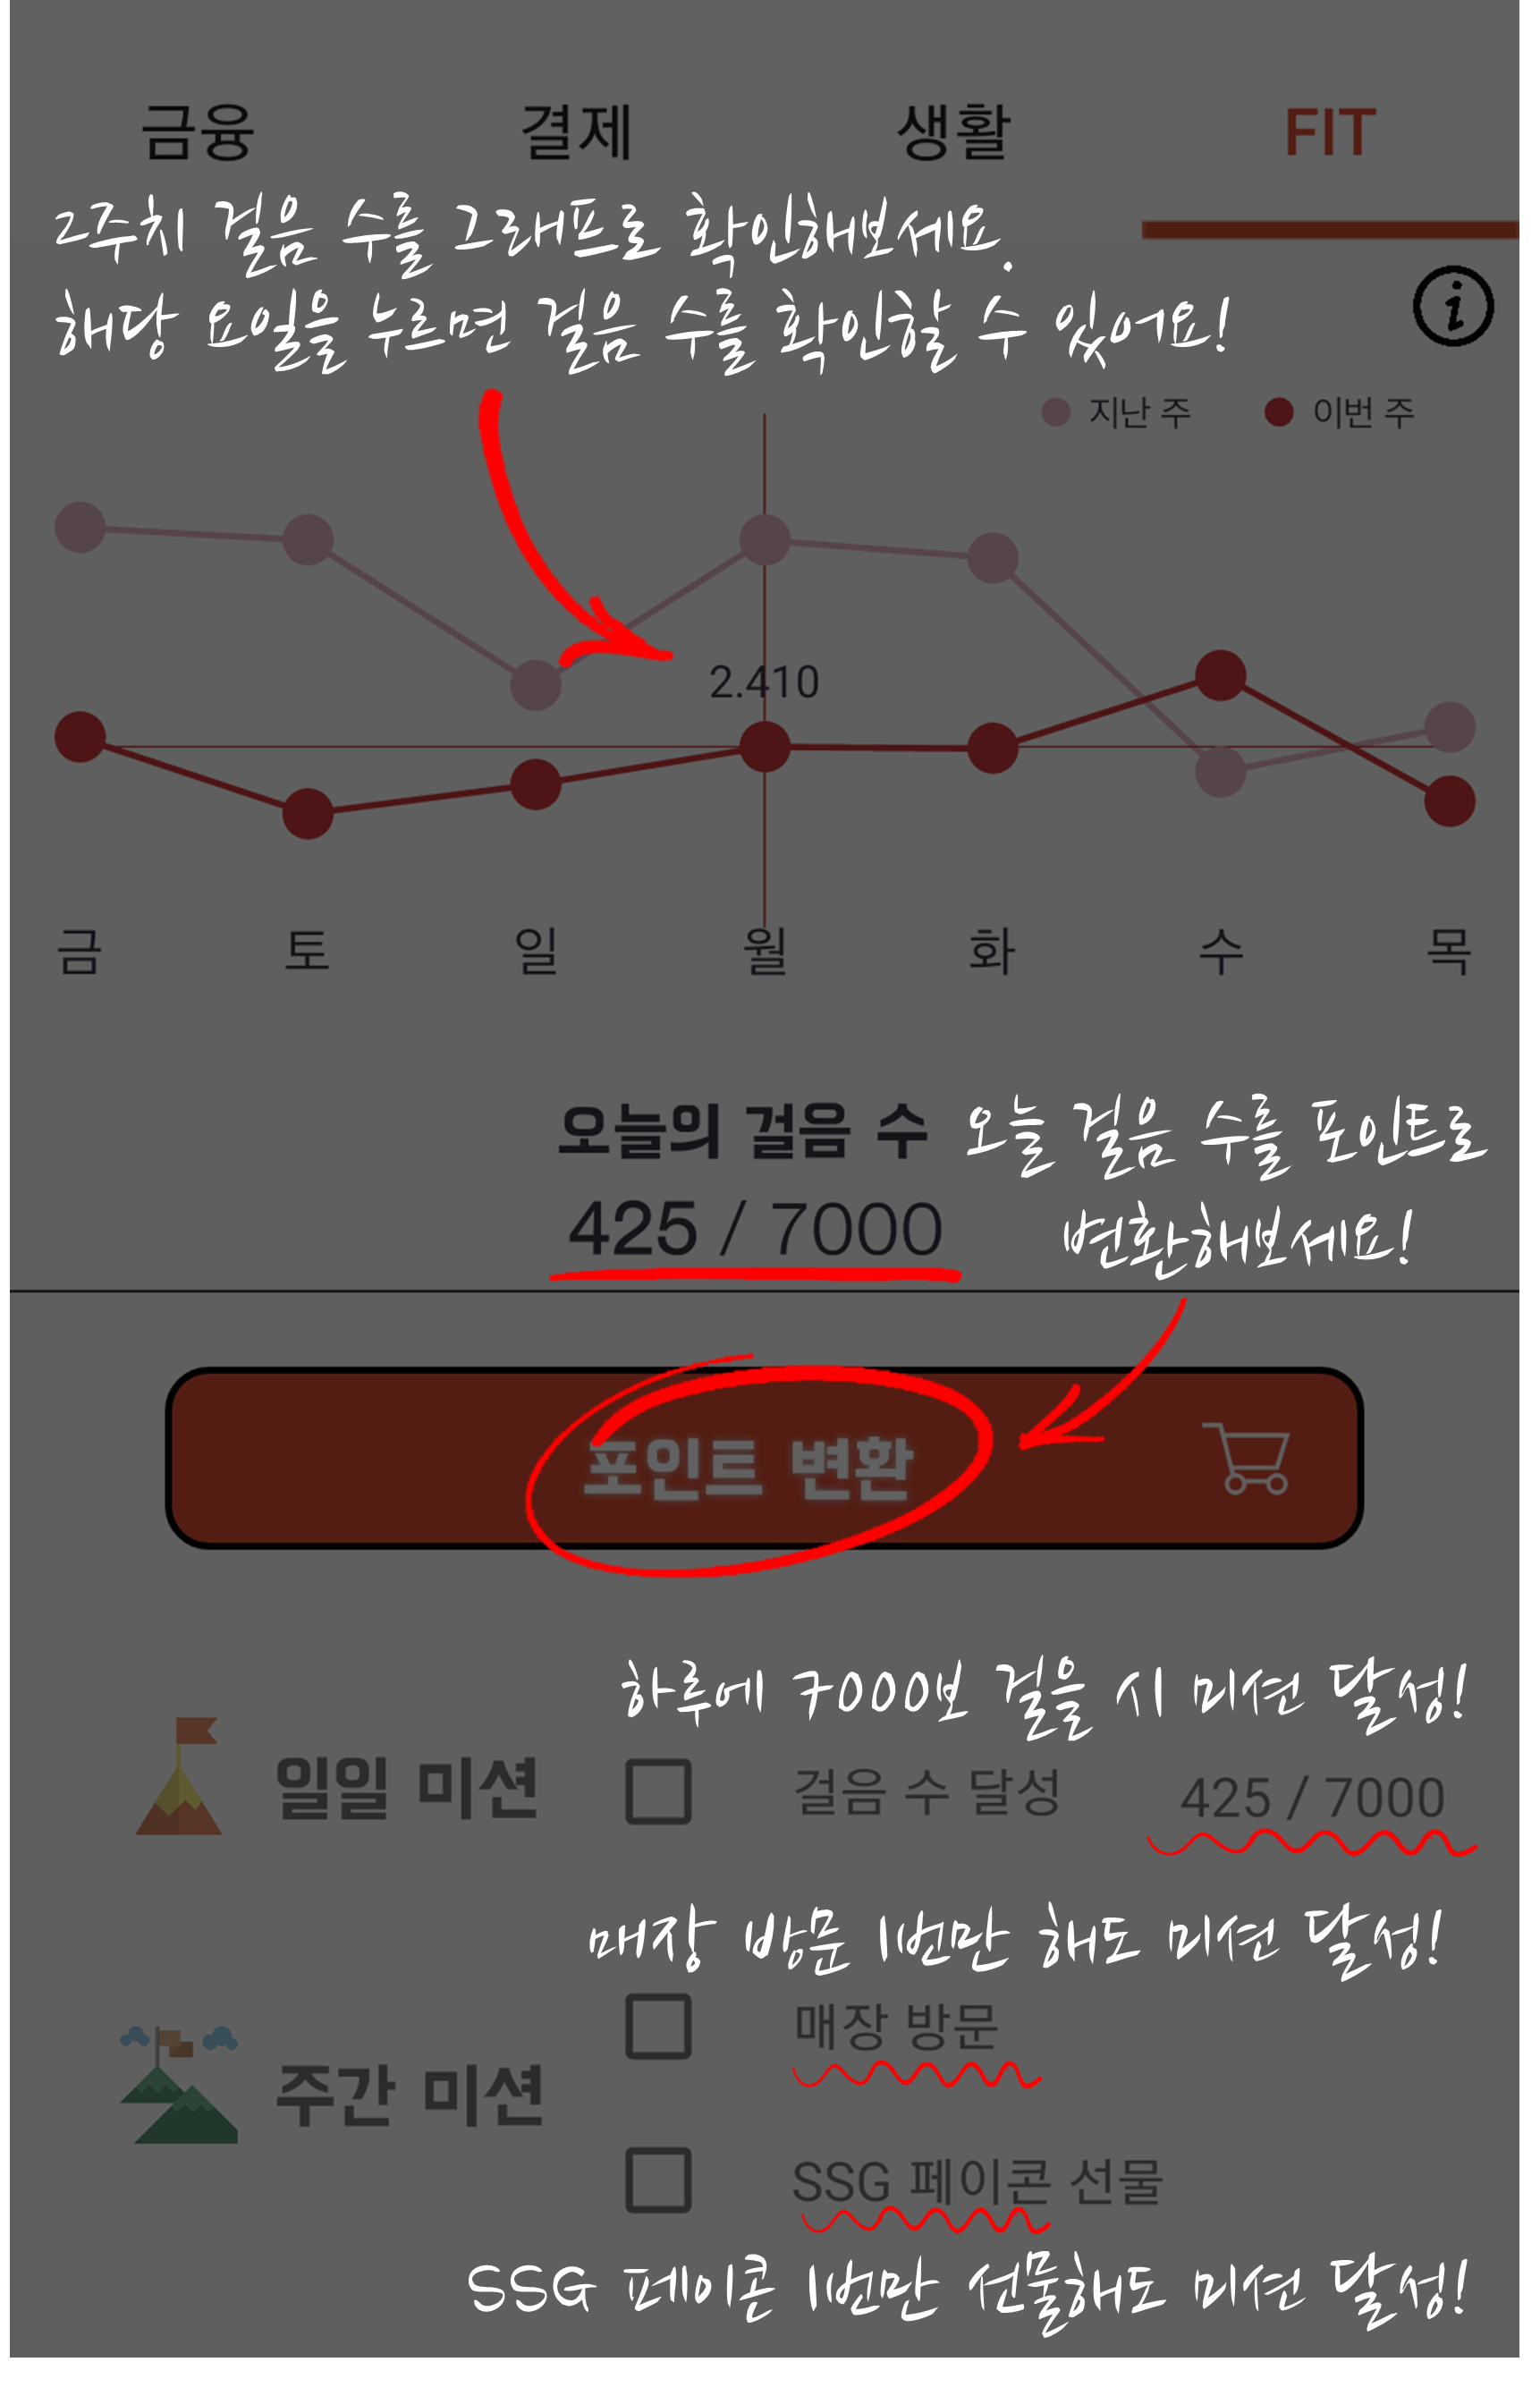 금융 결제 생활 FIT
2주치 걸음 수를 그래프로 확인해보세요.
해당 요일을 누르면 걸음 수를 확인할 수 있어요!
i
지난 주 이번 주
2.410
금 토 일 월 화 수 목
오늘의 걸음 수
425 / 7000
오늘 걸은 수를 포인트로
변환해보세요!
포인트 변환
하루에 7000보 걸을 시 미션 달성!
일일 미션 걸음 수 달성 425 / 7000
매장 방문 1번만 해도 미션 달성!
매장 방문
주간 미션
SSG 페이콘 선물
SSG 페이콘 1번만 선물해도 미션 달성!